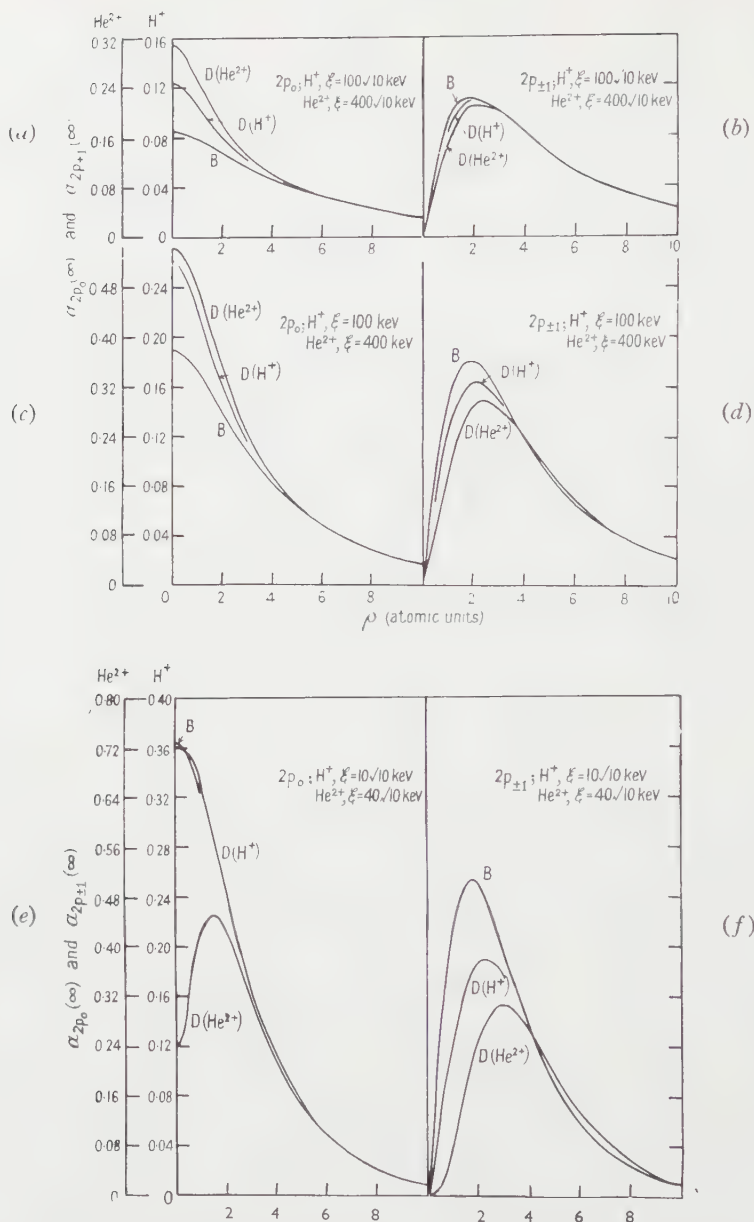 He²⁺ H⁺
0·32 0·16
0·24 0·12
0·16 0·08
0·08 0·04
0 0
(a)
D(He²⁺)
D(H⁺)
B
2p₀; H⁺, ξ=100√10 keV
He²⁺, ξ=400√10 keV
2 4 6 8
(b)
B
D(H⁺)
D(He²⁺)
2p±₁; H⁺, ξ=100√10 keV
He²⁺, ξ=400√10 keV
2 4 6 8 10
and
(c)
0·48 0·24
0·40 0·20
0·32 0·16
0·24 0·12
0·16 0·08
0·08 0·04
0 0
D(He²⁺)
D(H⁺)
B
2p₀; H⁺, ξ=100 keV
He²⁺, ξ=400 keV
2 4 6 8
(d)
B
D(H⁺)
D(He²⁺)
2p±₁; H⁺, ξ=100 keV
He²⁺, ξ=400 keV
2 4 6 8 10
ρ (atomic units)
He²⁺ H⁺
0·80 0·40
0·72 0·36
0·64 0·32
0·56 0·28
0·48 0·24
0·40 0·20
0·32 0·16
0·24 0·12
0·16 0·08
0·08 0·04
0 0
(e)
α₂ₚ₀(∞) and α₂ₚ±₁(∞)
B
D(H⁺)
D(He²⁺)
2p₀; H⁺, ξ=10√10 keV
He²⁺, ξ=40√10 keV
2 4 6 8
(f)
B
D(H⁺)
D(He²⁺)
2p±₁; H⁺, ξ=10√10 keV
He²⁺, ξ=40√10 keV
2 4 6 8 10